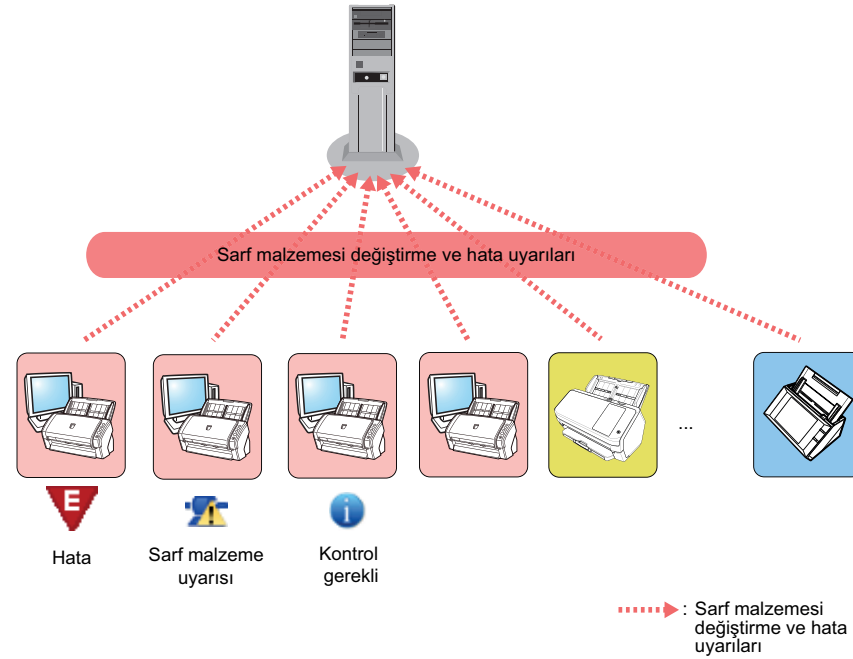 Sarf malzemesi değiştirme ve hata uyarıları
...
E
i
Hata
Sarf malzeme
uyarısı
Kontrol
gerekli
: Sarf malzemesi
değiştirme ve hata
uyarıları